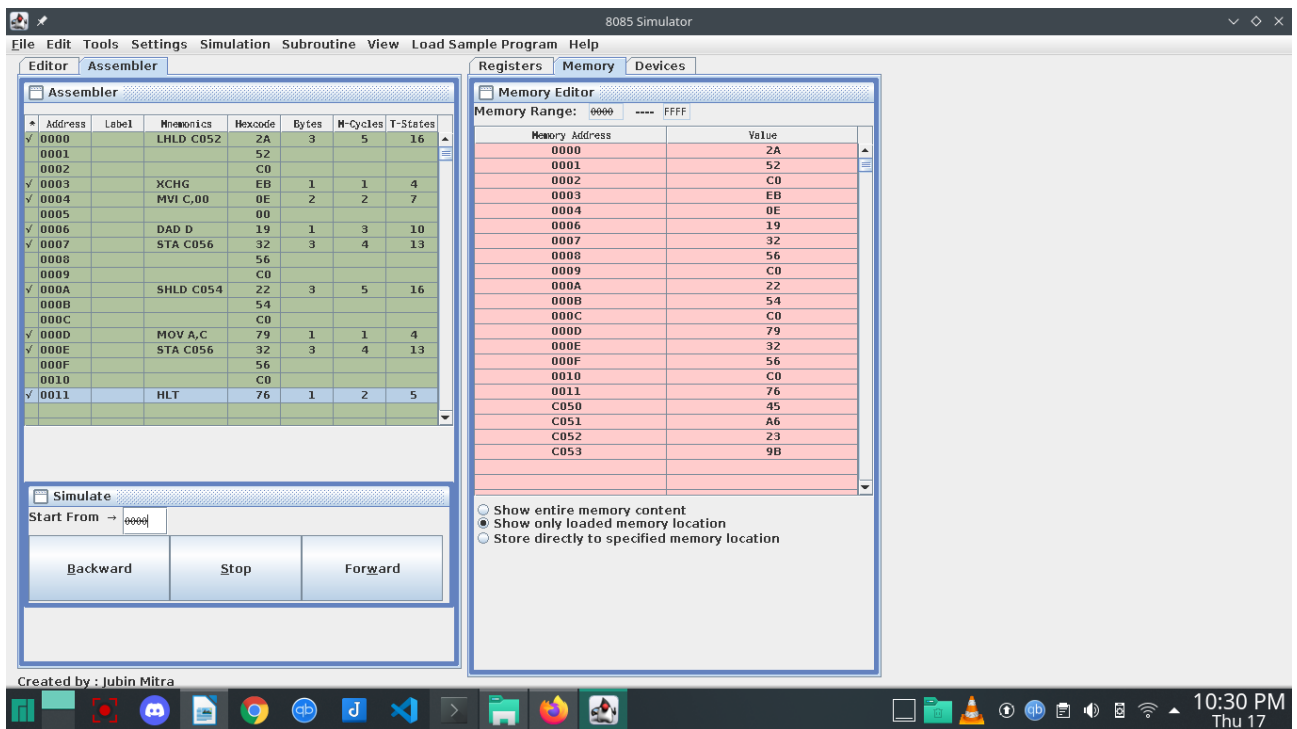 8085 Simulator
File Edit Tools Settings Simulation Subroutine View Load Sample Program Help
Editor Assembler
Assembler
* Address Label Mnemonics Hexcode Bytes M-Cycles T-States
√ 0000 LHLD C052 2A 3 5 16
0001 52
0002 C0
√ 0003 XCHG EB 1 1 4
√ 0004 MVI C,00 0E 2 2 7
0005 00
√ 0006 DAD D 19 1 3 10
√ 0007 STA C056 32 3 4 13
0008 56
0009 C0
√ 000A SHLD C054 22 3 5 16
000B 54
000C C0
√ 000D MOV A,C 79 1 1 4
√ 000E STA C056 32 3 4 13
000F 56
0010 C0
√ 0011 HLT 76 1 2 5
Simulate
Start From → 0000
Backward Stop Forward
Registers Memory Devices
Memory Editor
Memory Range: 0000 ---- FFFF
Memory Address Value
0000 2A
0001 52
0002 C0
0003 EB
0004 0E
0006 19
0007 32
0008 56
0009 C0
000A 22
000B 54
000C C0
000D 79
000E 32
000F 56
0010 C0
0011 76
C050 45
C051 A6
C052 23
C053 9B
Show entire memory content
Show only loaded memory location
Store directly to specified memory location
Created by : Jubin Mitra
10:30 PM
Thu 17